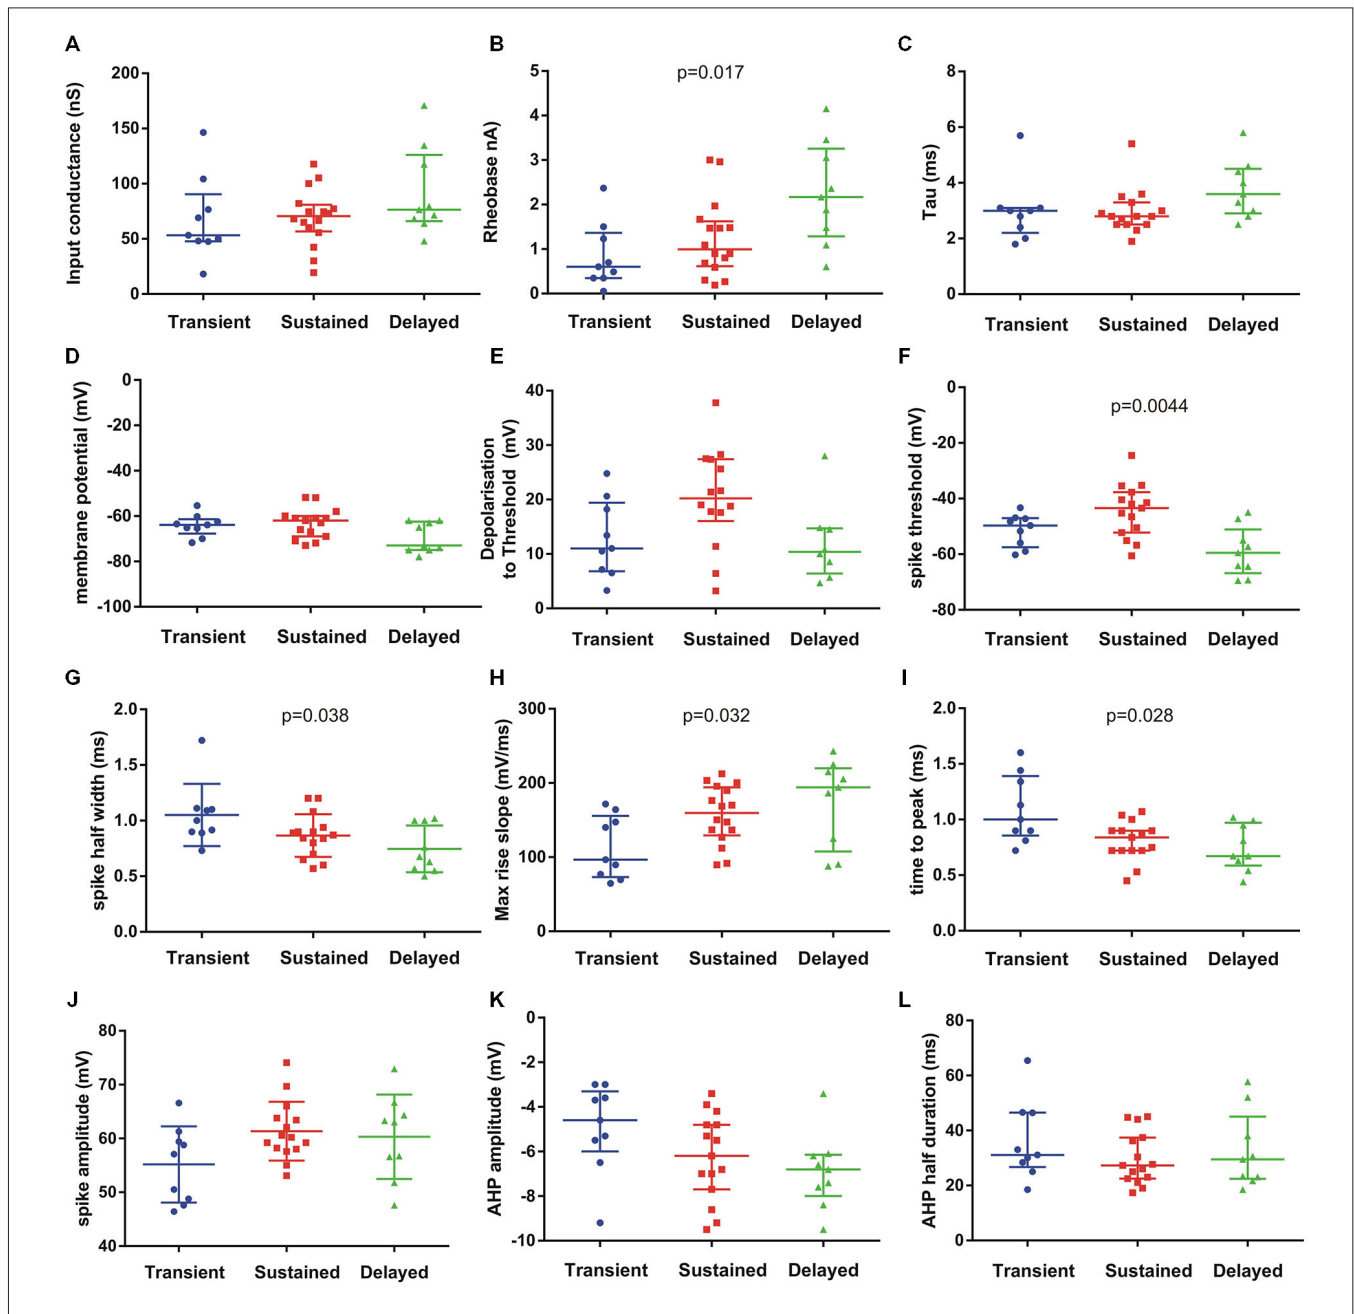 A
B
C
200
150
100
50
0
Input conductance (nS)
Transient
Sustained
Delayed
5
4
3
2
1
0
Rheobase nA)
p=0.017
Transient
Sustained
Delayed
8
6
4
2
0
Tau (ms)
Transient
Sustained
Delayed
D
E
F
0
-20
-40
-60
-80
-100
membrane potential (mV)
Transient
Sustained
Delayed
40
30
20
10
0
Depolarisation
to Threshold (mV)
Transient
Sustained
Delayed
0
-20
-40
-60
-80
spike threshold (mV)
p=0.0044
Transient
Sustained
Delayed
G
H
I
2.0
1.5
1.0
0.5
0.0
spike half width (ms)
p=0.038
Transient
Sustained
Delayed
300
200
100
0
Max rise slope (mV/ms)
p=0.032
Transient
Sustained
Delayed
2.0
1.5
1.0
0.5
0.0
time to peak (ms)
p=0.028
Transient
Sustained
Delayed
J
K
L
80
70
60
50
40
spike amplitude (mV)
Transient
Sustained
Delayed
0
-2
-4
-6
-8
-10
AHP amplitude (mV)
Transient
Sustained
Delayed
80
60
40
20
0
AHP half duration (ms)
Transient
Sustained
Delayed